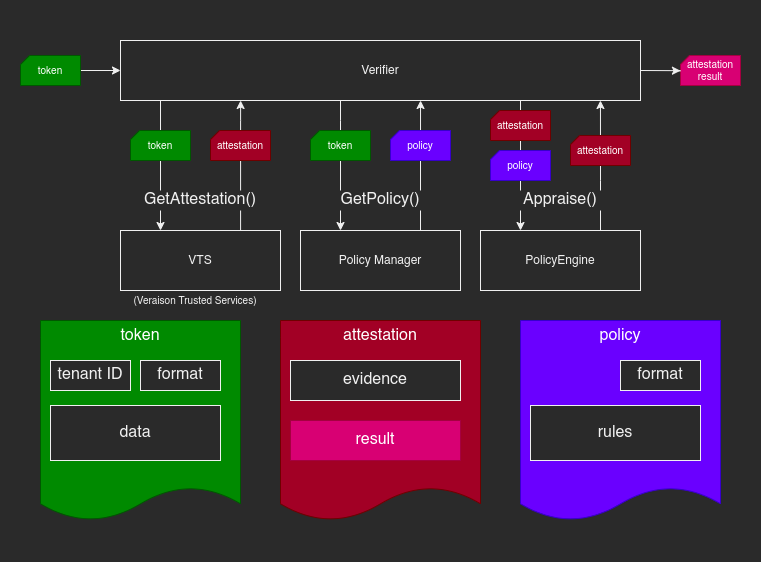 Verifier
token
attestation
result
token
attestation
token
policy
attestation
policy
attestation
GetAttestation()
GetPolicy()
Appraise()
VTS
Policy Manager
PolicyEngine
(Veraison Trusted Services)
token
attestation
policy
tenant ID
format
evidence
format
data
result
rules